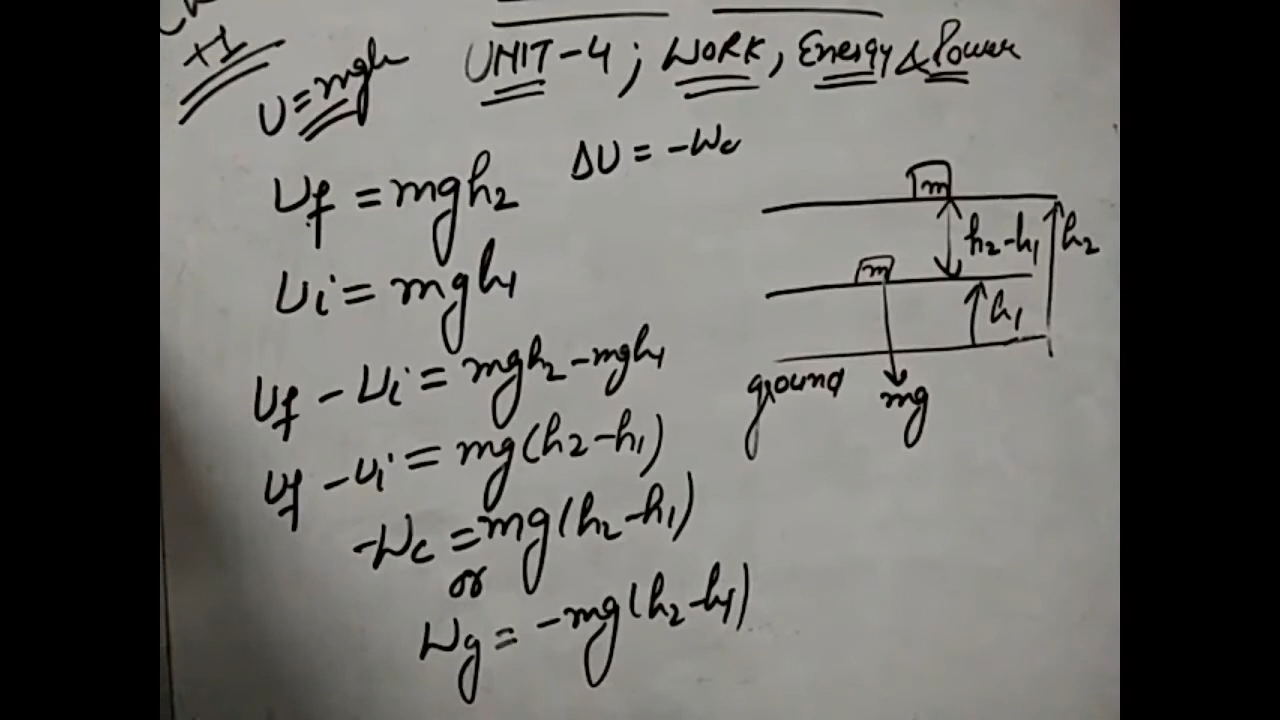 +1
UNIT-4; WORK, Energy & Power
U = mgh
ΔU = -Wc
Uf = mgh2
Ui = mgh1
Uf - Ui = mgh2 - mgh1
Uf - Ui = mg(h2-h1)
-Wc = mg(h2-h1)
or
Wg = -mg(h2-h1)
m
h2-h1
h2
m
h1
ground
mg